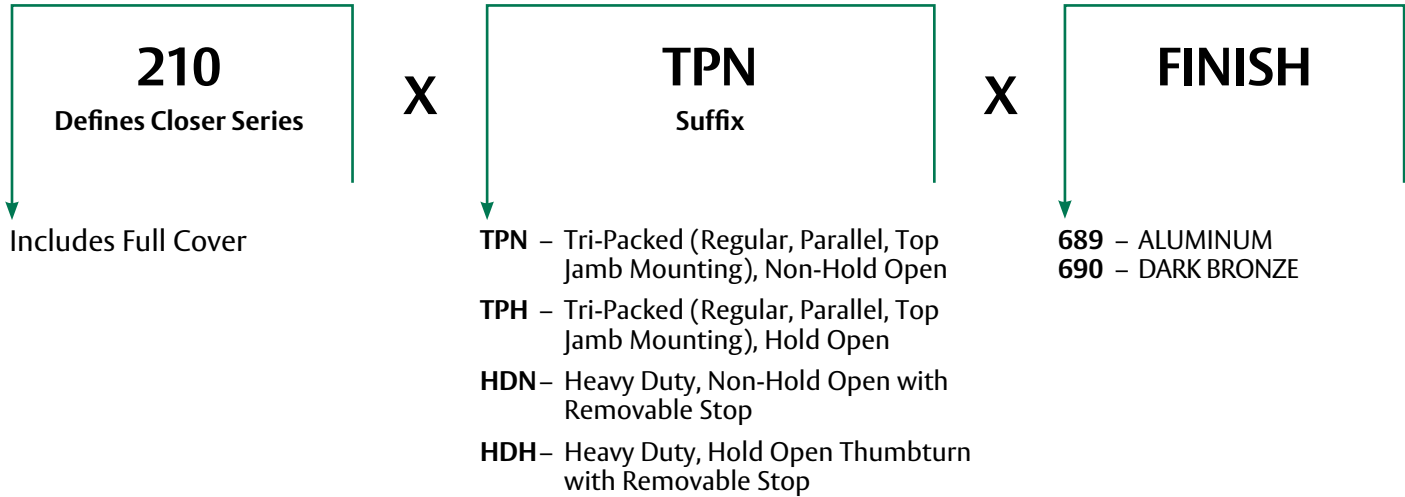 210
Defines Closer Series
X
TPN
Suffix
X
FINISH
Includes Full Cover
TPN – Tri-Packed (Regular, Parallel, Top
Jamb Mounting), Non-Hold Open
TPH – Tri-Packed (Regular, Parallel, Top
Jamb Mounting), Hold Open
HDN – Heavy Duty, Non-Hold Open with
Removable Stop
HDH – Heavy Duty, Hold Open Thumbturn
with Removable Stop
689 – ALUMINUM
690 – DARK BRONZE